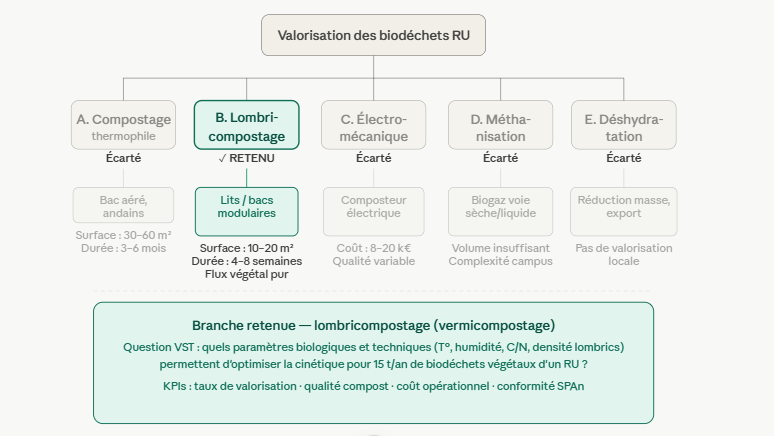 Valorisation des biodéchets RU
A. Compostage
thermophile
B. Lombri-
compostage
C. Électro-
mécanique
D. Métha-
nisation
E. Déshydra-
tation
Écarté
✓ RETENU
Écarté
Écarté
Écarté
Bac aéré,
andains
Lits / bacs
modulaires
Composteur
électrique
Biogaz voie
sèche/liquide
Réduction masse,
export
Surface : 30–60 m²
Durée : 3–6 mois
Surface : 10–20 m²
Durée : 4–8 semaines
Flux végétal pur
Coût : 8–20 k€
Qualité variable
Volume insuffisant
Complexité campus
Pas de valorisation
locale
Branche retenue — lombricompostage (vermicompostage)
Question VST : quels paramètres biologiques et techniques (T°, humidité, C/N, densité lombrics)
permettent d'optimiser la cinétique pour 15 t/an de biodéchets végétaux d'un RU ?
KPIs : taux de valorisation · qualité compost · coût opérationnel · conformité SPAn